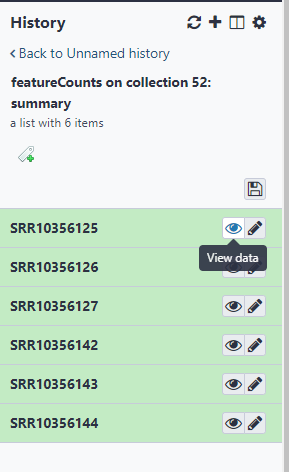 History
Back to Unnamed history
featureCounts on collection 52:
summary
a list with 6 items
SRR10356125
View data
SRR10356126
SRR10356127
SRR10356142
SRR10356143
SRR10356144